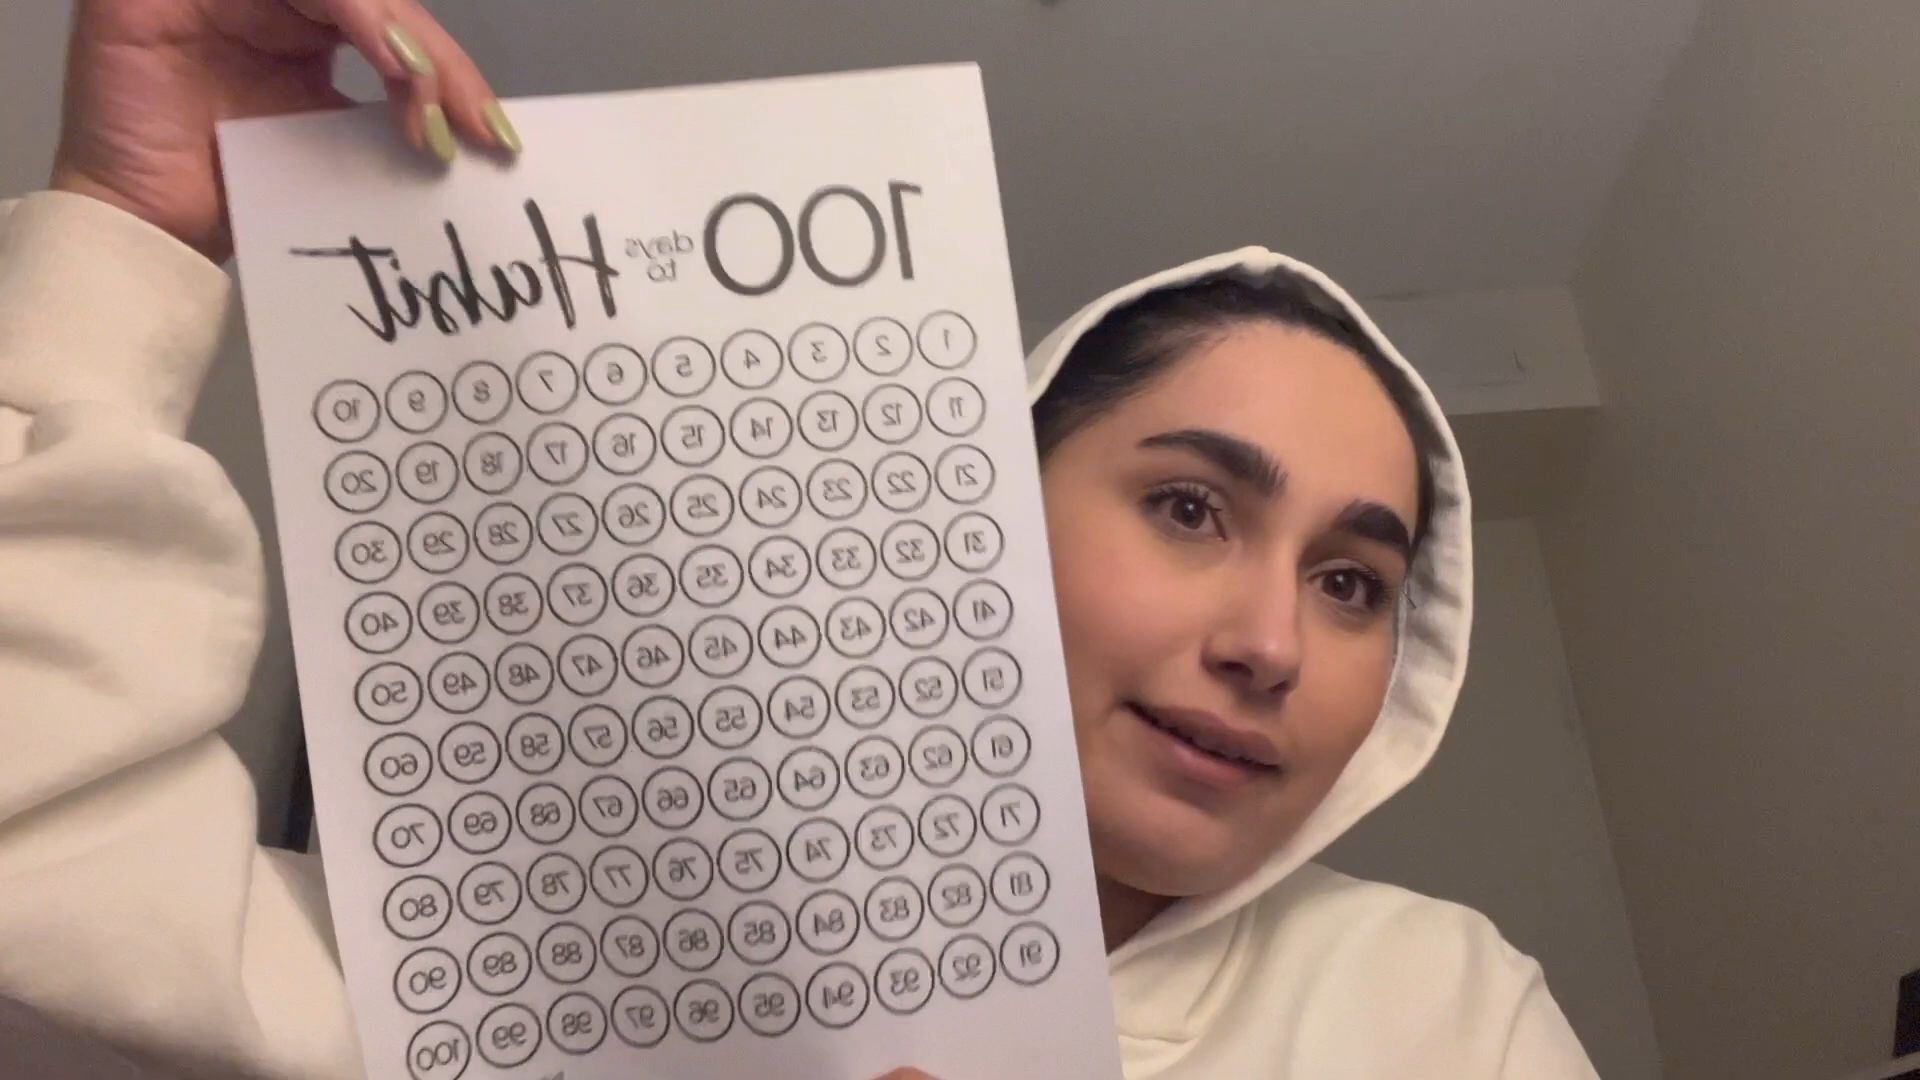 100 days to Habit
1 2 3 4 5 6 7 8 9 10
11 12 13 14 15 16 17 18 19 20
21 22 23 24 25 26 27 28 29 30
31 32 33 34 35 36 37 38 39 40
41 42 43 44 45 46 47 48 49 50
51 52 53 54 55 56 57 58 59 60
61 62 63 64 65 66 67 68 69 70
71 72 73 74 75 76 77 78 79 80
81 82 83 84 85 86 87 88 89 90
91 92 93 94 95 96 97 98 99 100